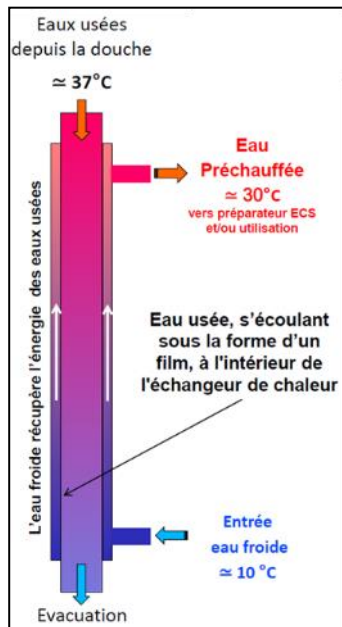 Eaux usées
depuis la douche
≃ 37°C
Eau
Préchauffée
≃ 30°C
vers préparateur ECS
et/ou utilisation
L'eau froide récupère l'énergie des eaux usées
Eau usée, s'écoulant
sous la forme d'un
film, à l'intérieur de
l'échangeur de chaleur
Entrée
eau froide
≃ 10 °C
Evacuation